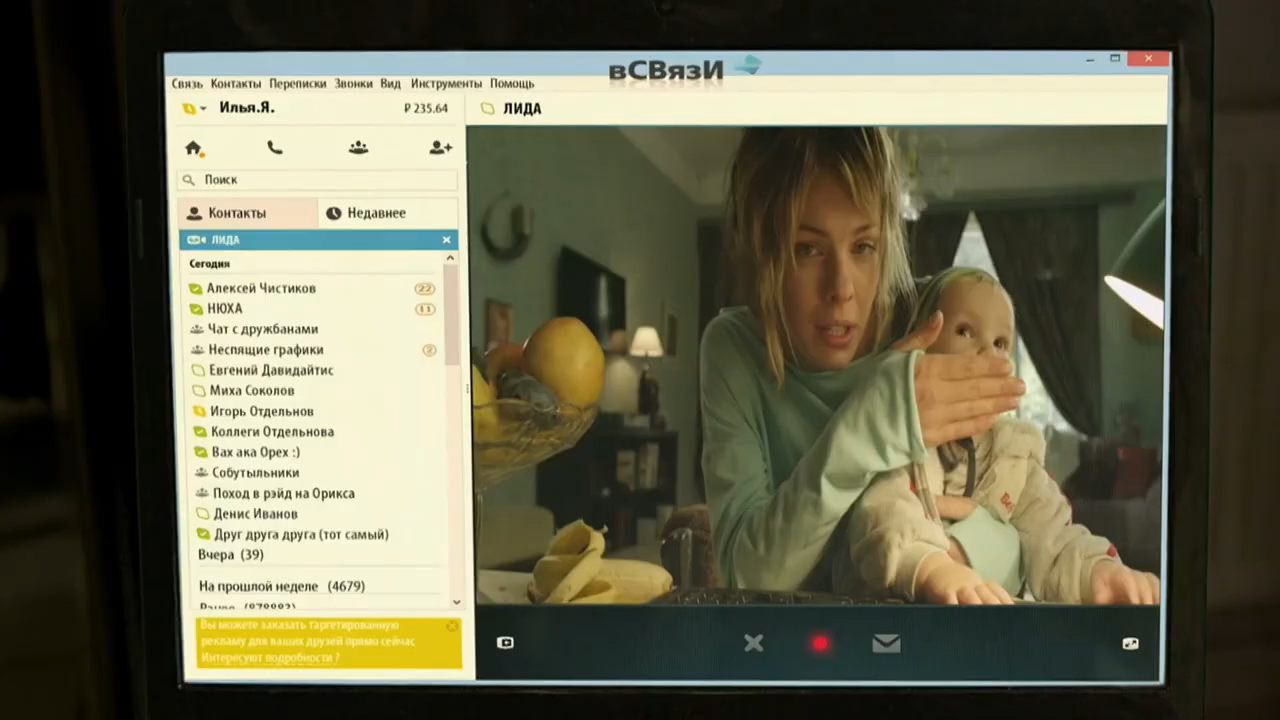 вСВязИ
Связь Контакты Переписки Звонки Вид Инструменты Помощь
Илья.Я. ₽ 235.64
ЛИДА
Поиск
Контакты Недавнее
ЛИДА
Сегодня
Алексей Чистиков 22
НЮХА 11
Чат с дружбанами
Неспящие графики 2
Евгений Давидайтис
Миха Соколов
Игорь Отдельнов
Коллеги Отдельнова
Вах ака Орех :)
Собутыльники
Поход в рэйд на Орикса
Денис Иванов
Друг друга друга (тот самый)
Вчера (39)
На прошлой неделе (4679)
Вы можете заказать таргетированную
рекламу для ваших друзей прямо сейчас
Интересуют подробности ?